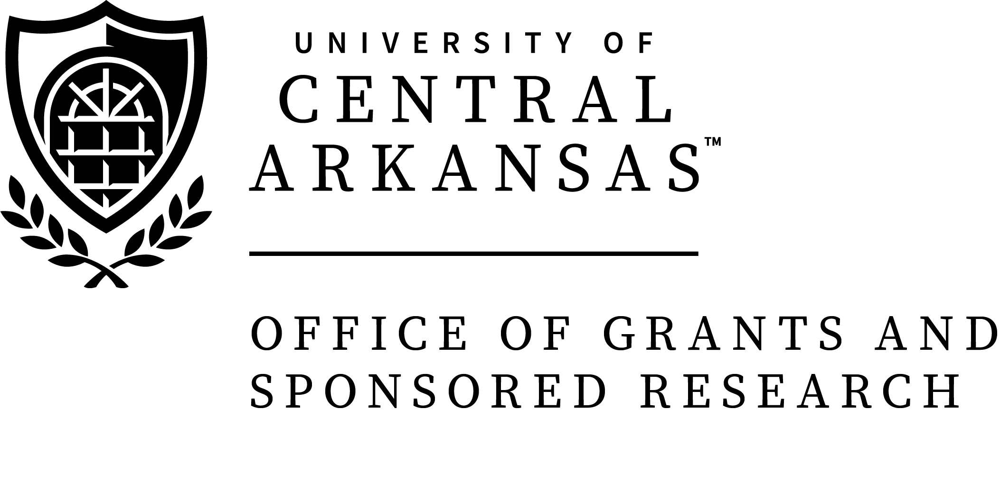 UNIVERSITY OF
CENTRAL
ARKANSAS™
OFFICE OF GRANTS AND
SPONSORED RESEARCH